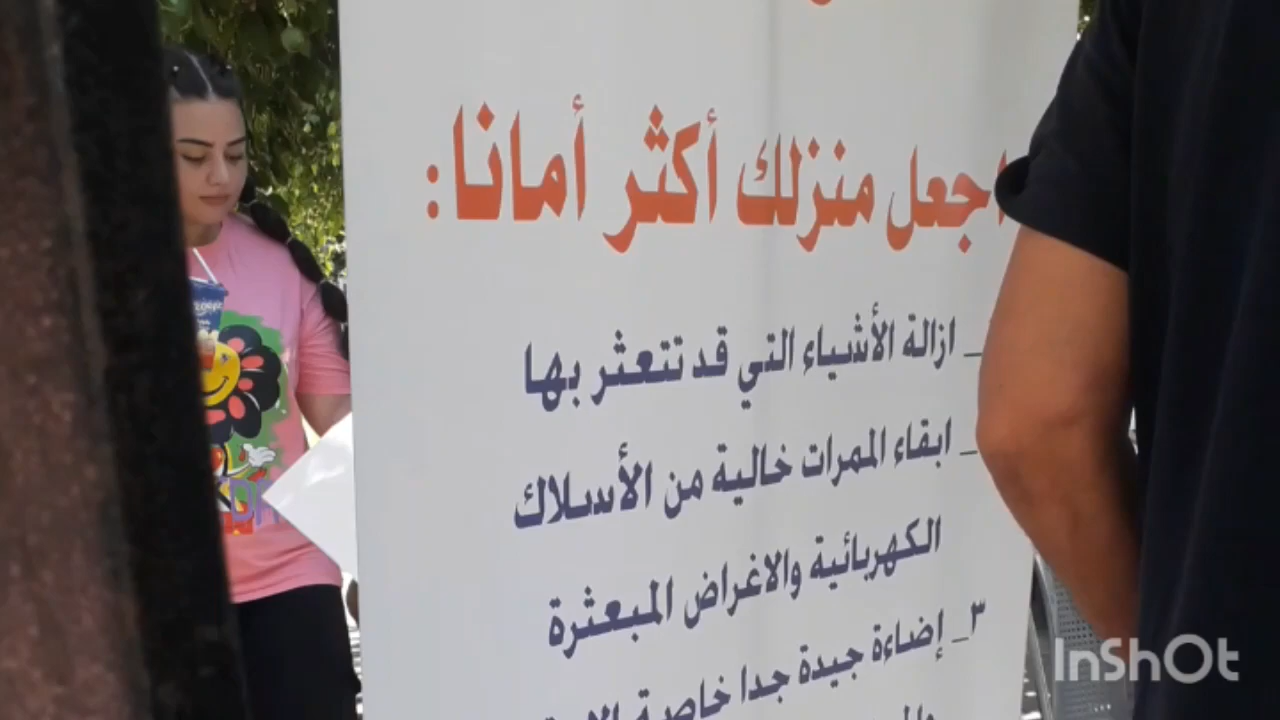 اجعل منزلك أكثر أمانا:
_ ازالة الأشياء التي قد تتعثر بها
_ ابقاء الممرات خالية من الأسلاك
الكهربائية والاغراض المبعثرة
٣_ إضاءة جيدة جدا خاصة
InShOt